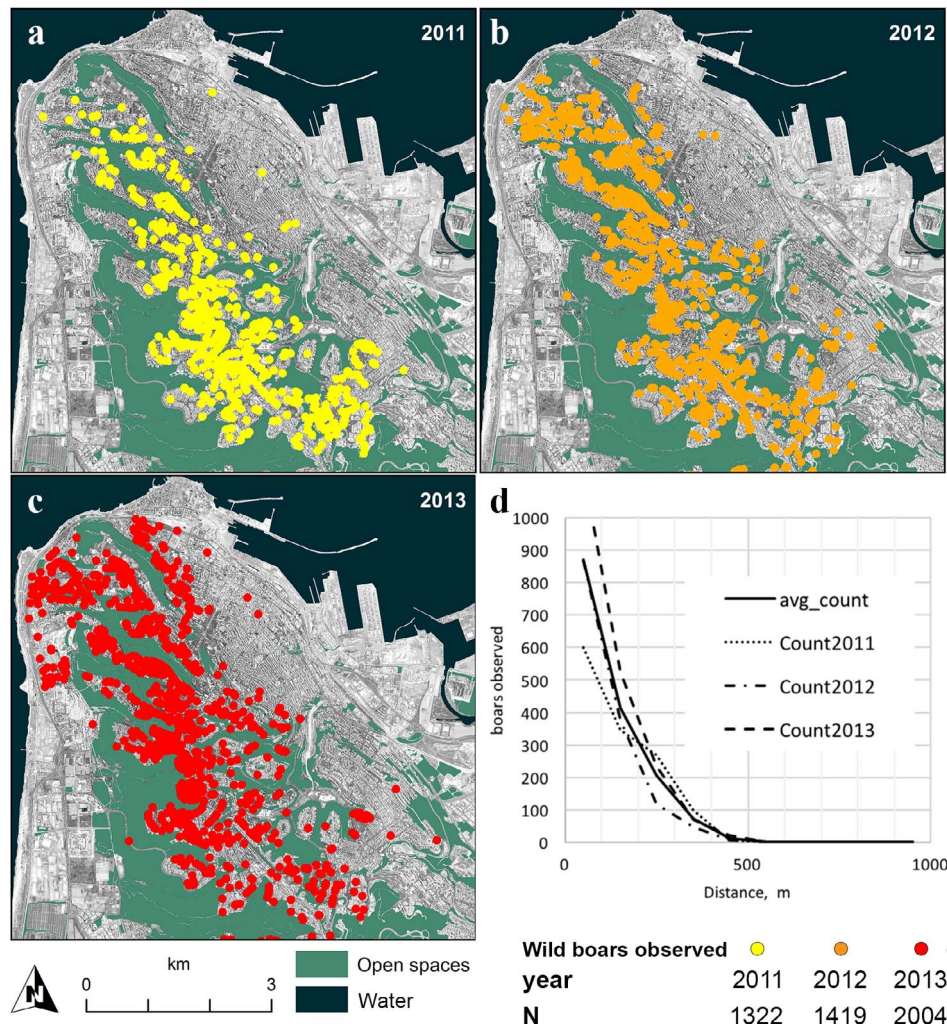 a
2011
b
2012
c
2013
d
1000
900
800
700
600
500
400
300
200
100
0
boars observed
avg_count
Count2011
Count2012
Count2013
0
500
1000
Distance, m
N
km
0
3
Open spaces
Water
Wild boars observed
year
2011
2012
2013
N
1322
1419
2004